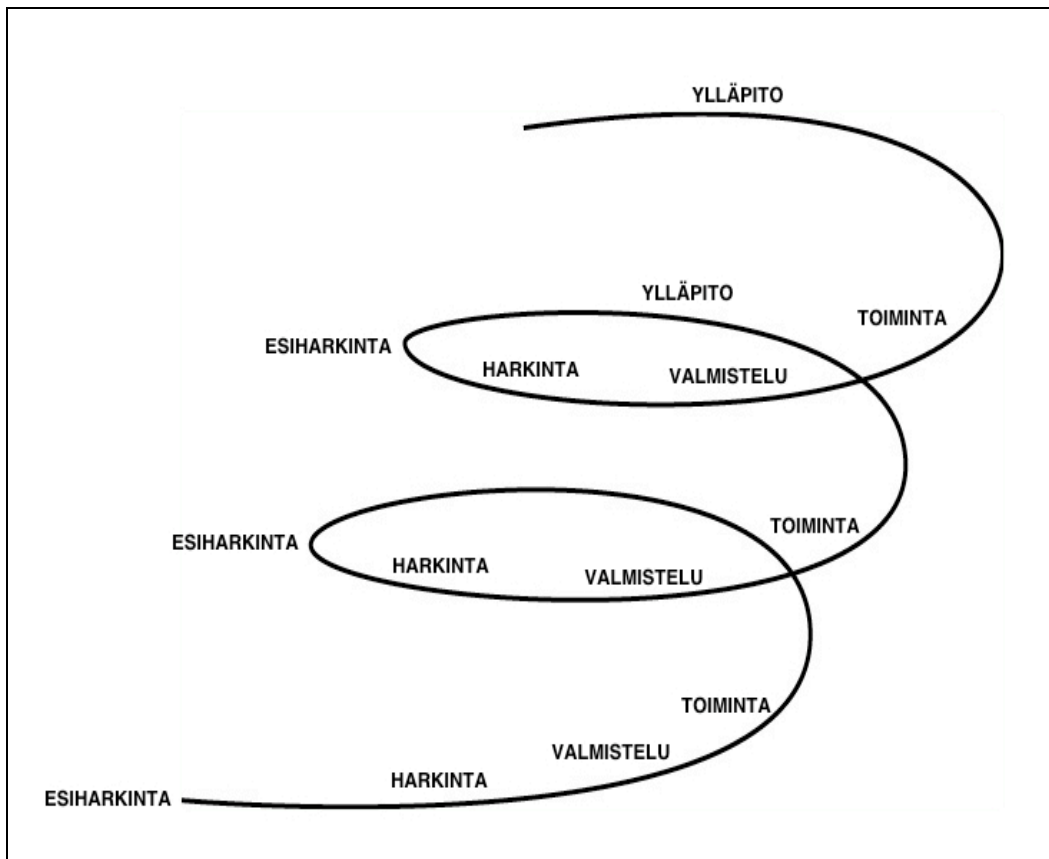 YLLÄPITO
YLLÄPITO
TOIMINTA
ESIHARKINTA
HARKINTA
VALMISTELU
TOIMINTA
ESIHARKINTA
HARKINTA
VALMISTELU
TOIMINTA
VALMISTELU
HARKINTA
ESIHARKINTA